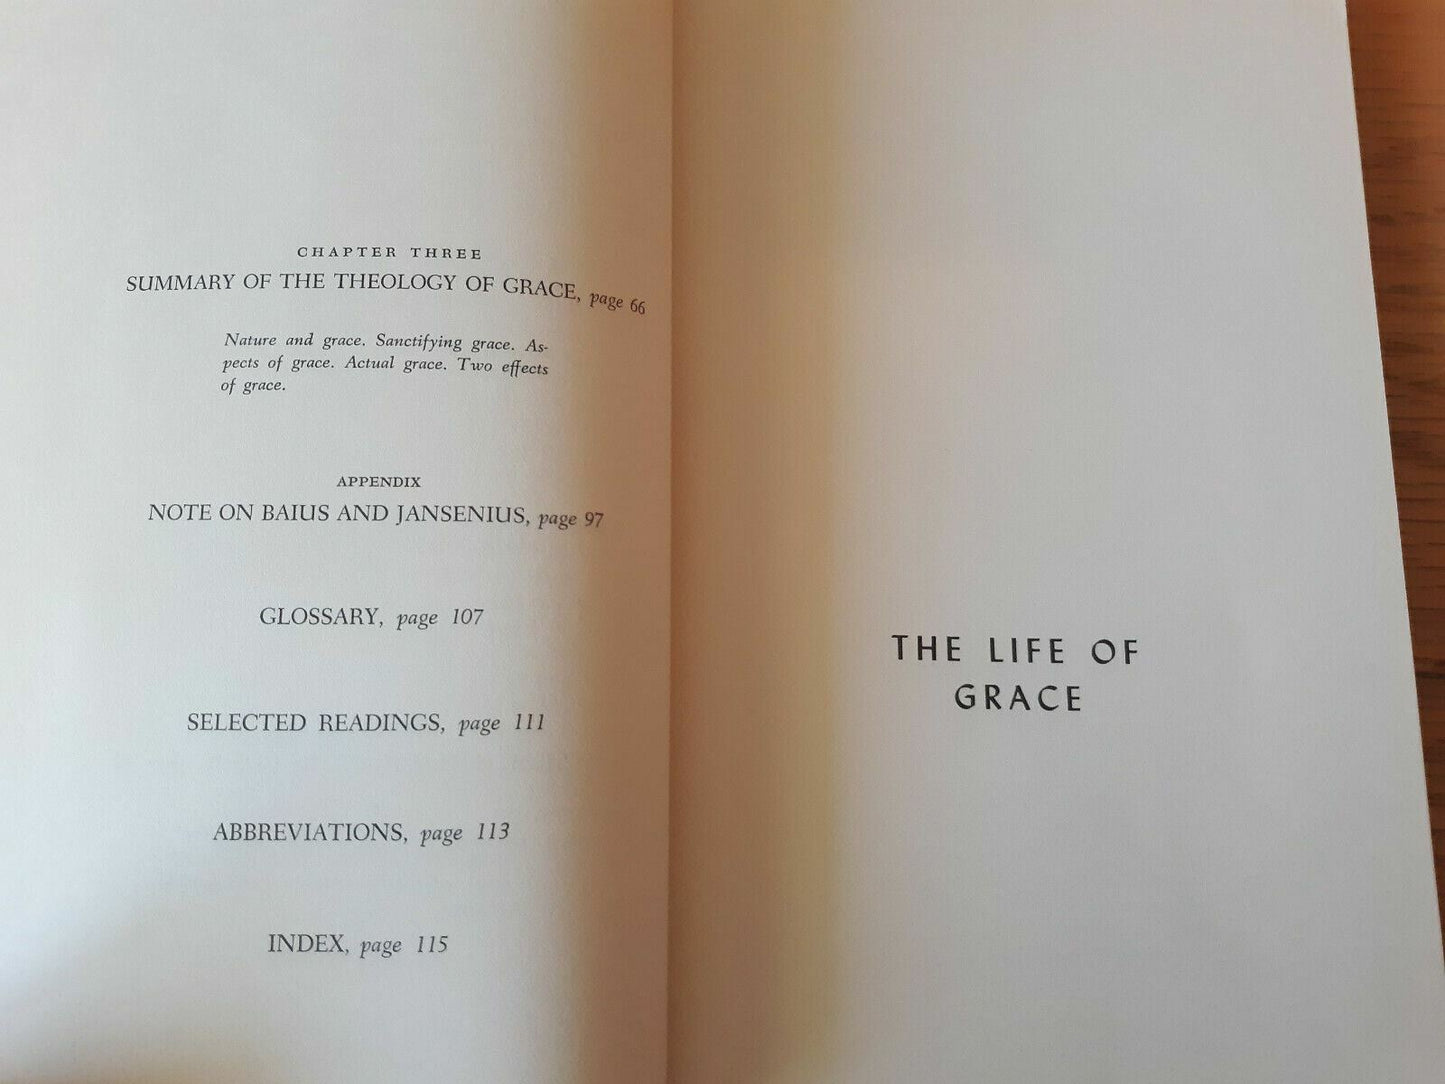 CHAPTER THREE
SUMMARY OF THE THEOLOGY OF GRACE, page 66
Nature and grace. Sanctifying grace. As-
pects of grace. Actual grace. Two effects
of grace.
APPENDIX
NOTE ON BAIUS AND JANSENIUS, page 97
GLOSSARY, page 107
SELECTED READINGS, page 111
ABBREVIATIONS, page 113
INDEX, page 115
THE LIFE OF
GRACE